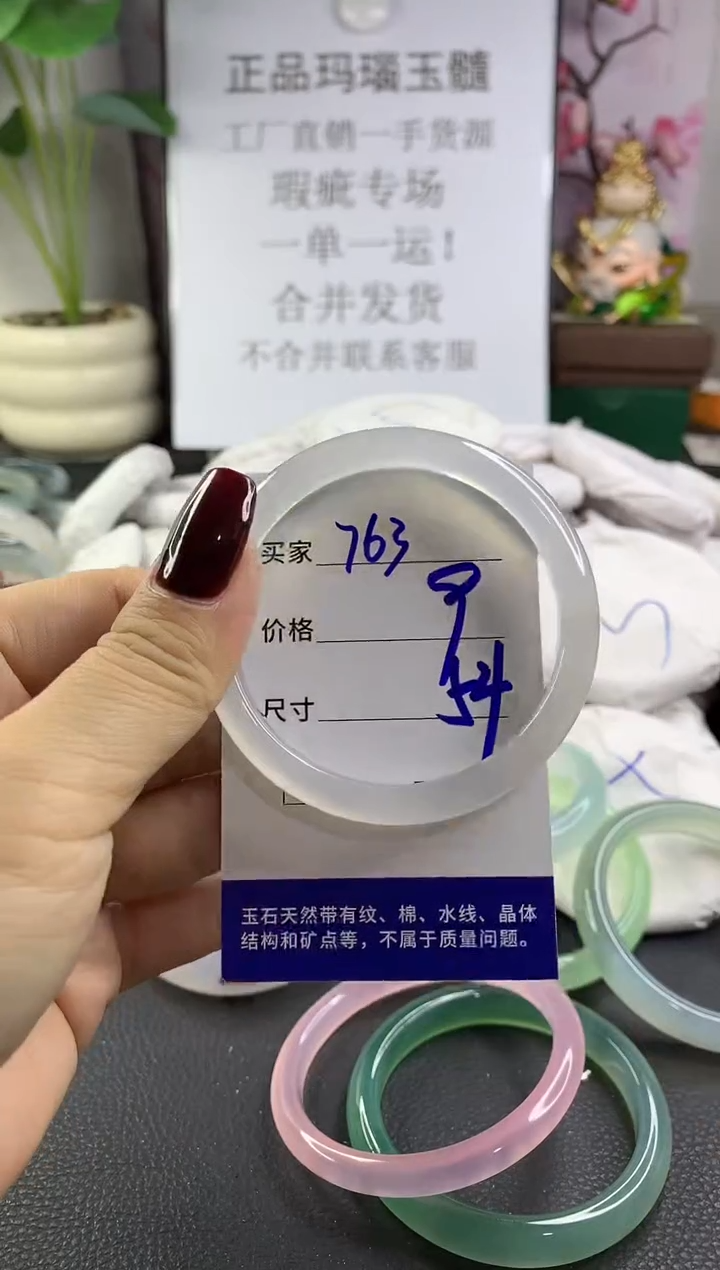 正品玛瑙玉髓
工厂直销一手货源
瑕疵专场
一单一运！
合并发货
不合并联系客服
买家 763
价格 9
尺寸 54
玉石天然带有纹、棉、水线、晶体
结构和矿点等，不属于质量问题。